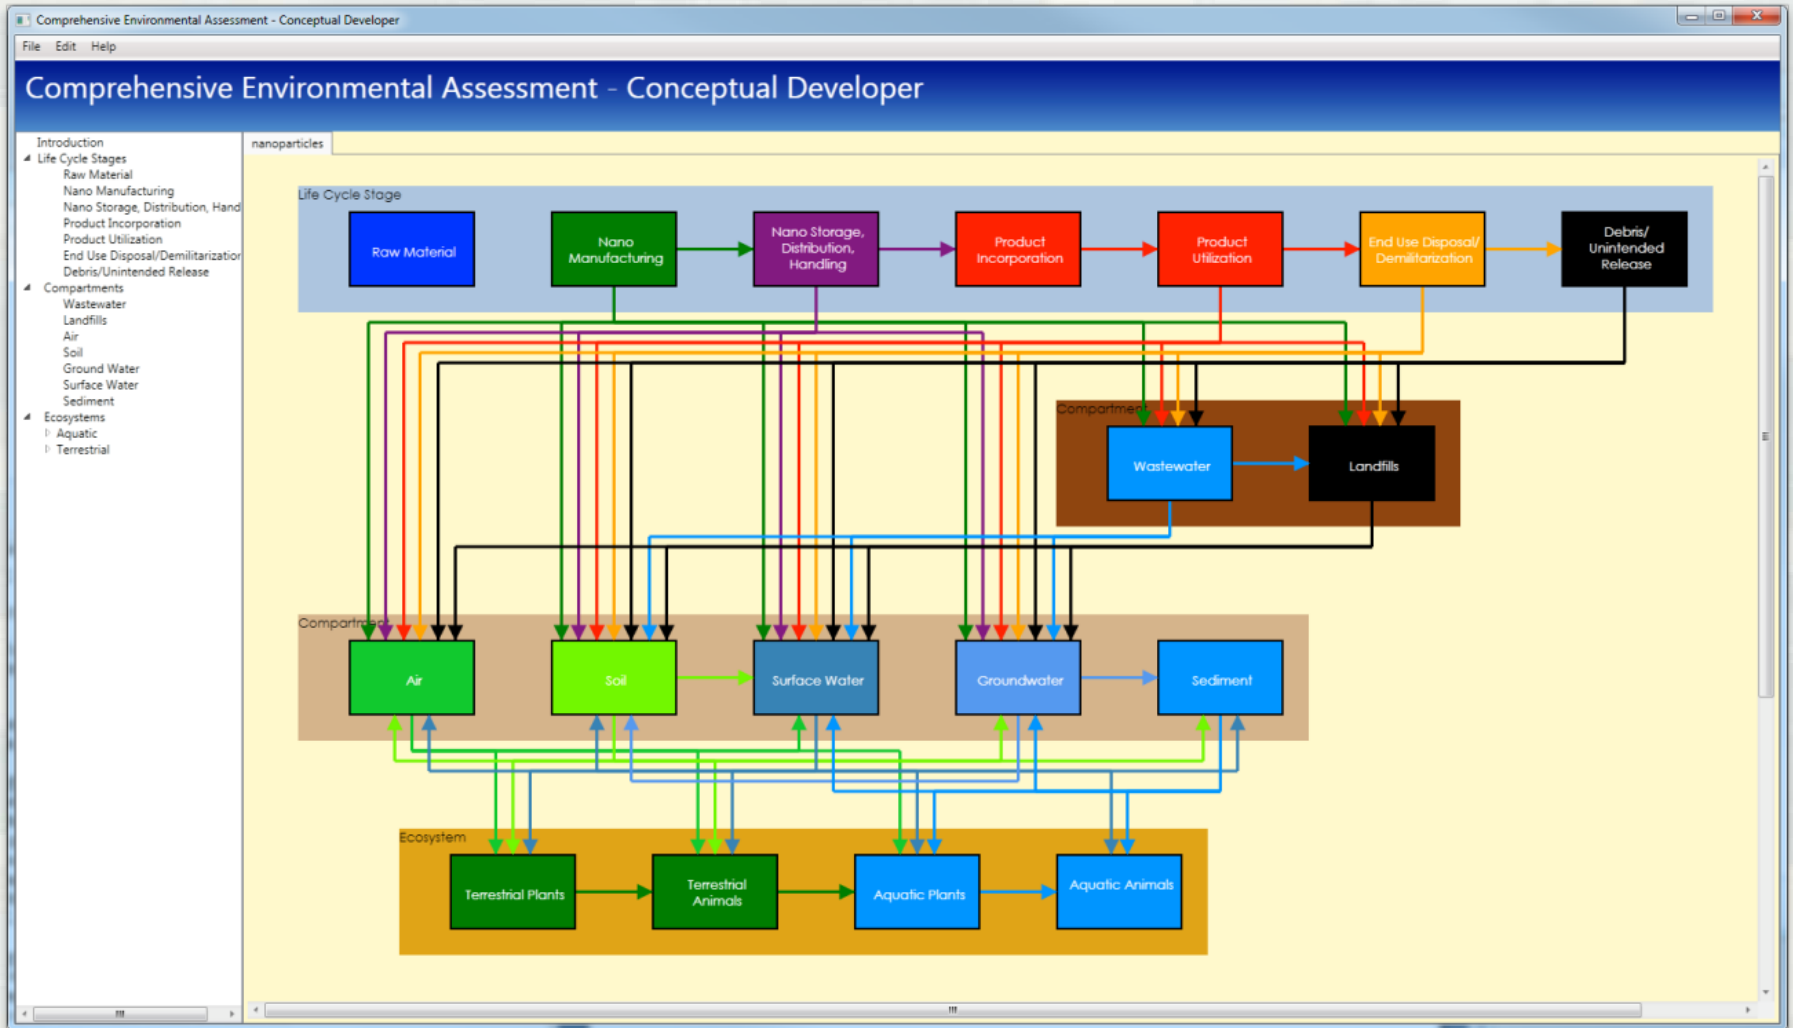 Comprehensive Environmental Assessment - Conceptual Developer
File Edit Help
Comprehensive Environmental Assessment - Conceptual Developer
Introduction
Life Cycle Stages
Raw Material
Nano Manufacturing
Nano Storage, Distribution, Hand
Product Incorporation
Product Utilization
End Use Disposal/Demilitarization
Debris/Unintended Release
Compartments
Wastewater
Landfills
Air
Soil
Ground Water
Surface Water
Sediment
Ecosystems
Aquatic
Terrestrial
nanoparticles
Life Cycle Stage
Raw Material
Nano
Manufacturing
Nano Storage,
Distribution,
Handling
Product
Incorporation
Product
Utilization
End Use Disposal/
Demilitarization
Debris/
Unintended
Release
Compartment
Wastewater
Landfills
Compartment
Air
Soil
Surface Water
Groundwater
Sediment
Ecosystem
Terrestrial Plants
Terrestrial
Animals
Aquatic Plants
Aquatic Animals